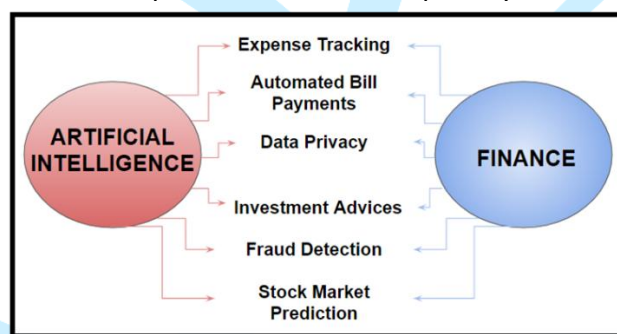 Expense Tracking
Automated Bill
Payments
ARTIFICIAL
INTELLIGENCE
Data Privacy
FINANCE
Investment Advices
Fraud Detection
Stock Market
Prediction